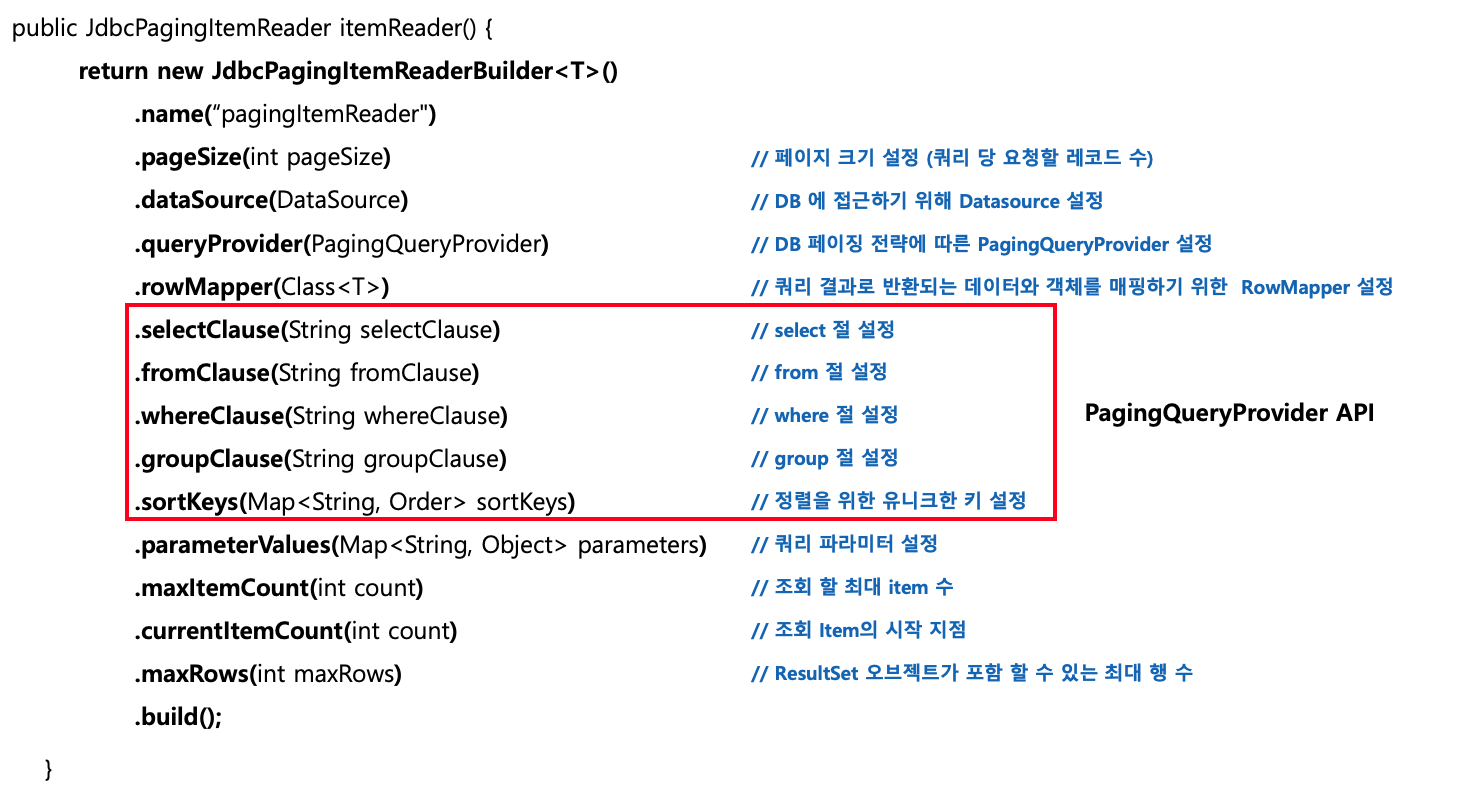 public JdbcPagingItemReader itemReader() {
return new JdbcPagingItemReaderBuilder<T>()
.name(“pagingItemReader")
.pageSize(int pageSize) // 페이지 크기 설정 (쿼리 당 요청할 레코드 수)
.dataSource(DataSource) // DB 에 접근하기 위해 Datasource 설정
.queryProvider(PagingQueryProvider) // DB 페이징 전략에 따른 PagingQueryProvider 설정
.rowMapper(Class<T>) // 쿼리 결과로 반환되는 데이터와 객체를 매핑하기 위한 RowMapper 설정
.selectClause(String selectClause) // select 절 설정
.fromClause(String fromClause) // from 절 설정
.whereClause(String whereClause) // where 절 설정
PagingQueryProvider API
.groupClause(String groupClause) // group 절 설정
.sortKeys(Map<String, Order> sortKeys) // 정렬을 위한 유니크한 키 설정
.parameterValues(Map<String, Object> parameters) // 쿼리 파라미터 설정
.maxItemCount(int count) // 조회 할 최대 item 수
.currentItemCount(int count) // 조회 Item의 시작 지점
.maxRows(int maxRows) // ResultSet 오브젝트가 포함 할 수 있는 최대 행 수
.build();
}